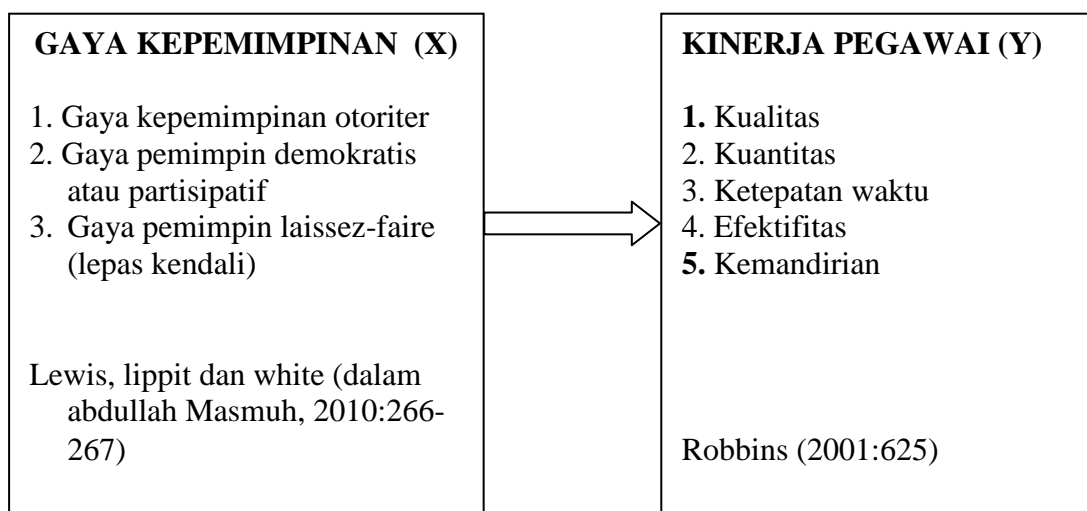 GAYA KEPEMIMPINAN (X)
1. Gaya kepemimpinan otoriter
2. Gaya pemimpin demokratis
atau partisipatif
3. Gaya pemimpin laissez-faire
(lepas kendali)
Lewis, lippit dan white (dalam
abdullah Masmuh, 2010:266-
267)
KINERJA PEGAWAI (Y)
1. Kualitas
2. Kuantitas
3. Ketepatan waktu
4. Efektifitas
5. Kemandirian
Robbins (2001:625)